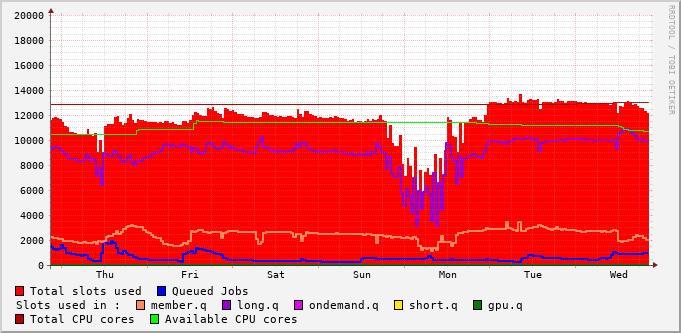 RRDTOOL / TOBI OETIKER
20000
18000
16000
14000
12000
10000
8000
6000
4000
2000
0
Thu Fri Sat Sun Mon Tue Wed
Total slots used Queued Jobs
Slots used in : member.q long.q ondemand.q short.q gpu.q
Total CPU cores Available CPU cores